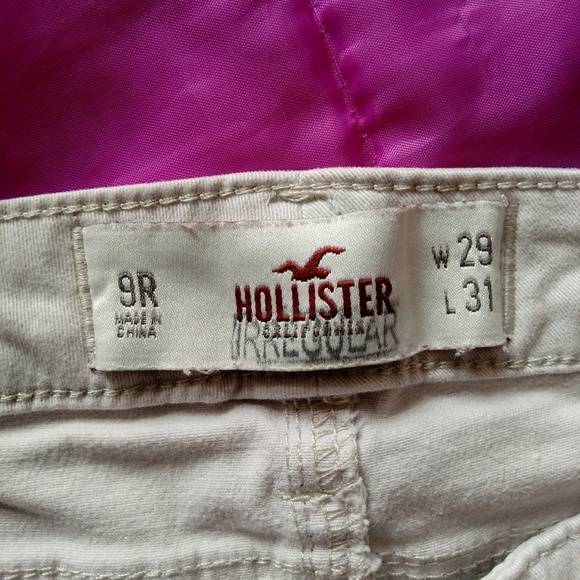 9R
MADE IN
CHINA
HOLLISTER
CALIFORNIA
IRREGULAR
W 29
L 31